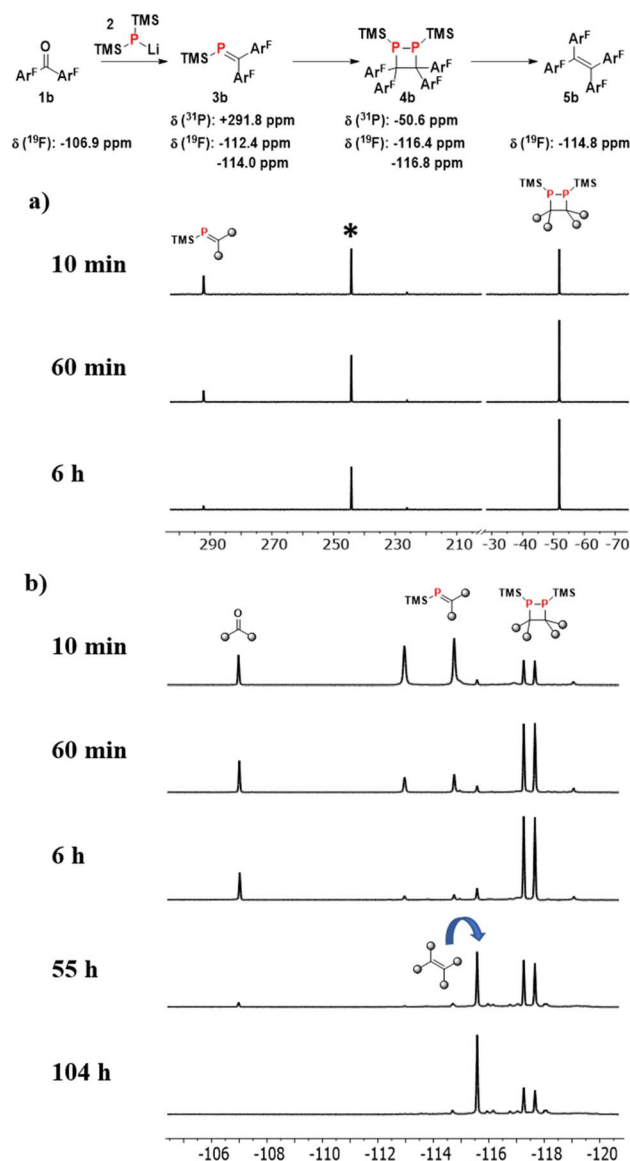 O
Ar^F Ar^F
1b
2 TMS P TMS Li
TMS P Ar^F Ar^F
3b
TMS P P TMS
Ar^F Ar^F Ar^F Ar^F
4b
Ar^F Ar^F Ar^F Ar^F
5b
δ (³¹P): +291.8 ppm δ (³¹P): -50.6 ppm
δ (¹⁹F): -106.9 ppm δ (¹⁹F): -112.4 ppm δ (¹⁹F): -116.4 ppm δ (¹⁹F): -114.8 ppm
-114.0 ppm -116.8 ppm
a)
TMS P
*
TMS P P TMS
10 min
60 min
6 h
290 270 250 230 210 -30 -40 -50 -60 -70
b)
O
TMS P
TMS P P TMS
10 min
60 min
6 h
55 h
104 h
-106 -108 -110 -112 -114 -116 -118 -120